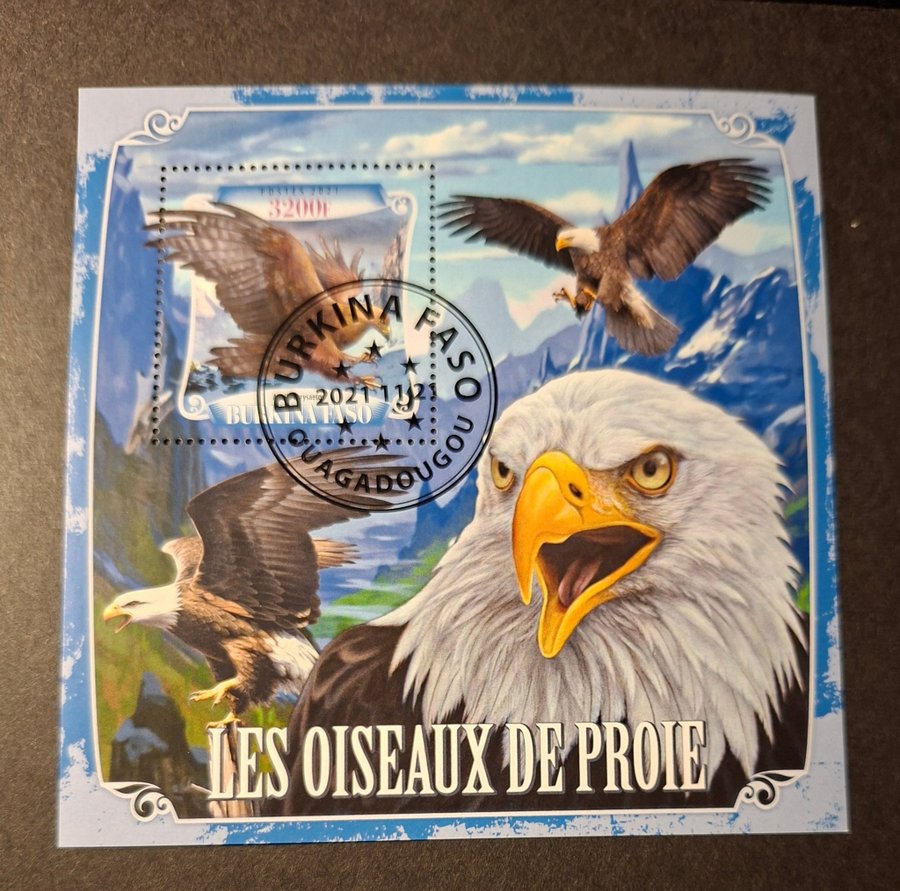 POSTES 2021
3200F
BURKINA FASO
BURKINA FASO
2021 11 21
OUAGADOUGOU
LES OISEAUX DE PROIE